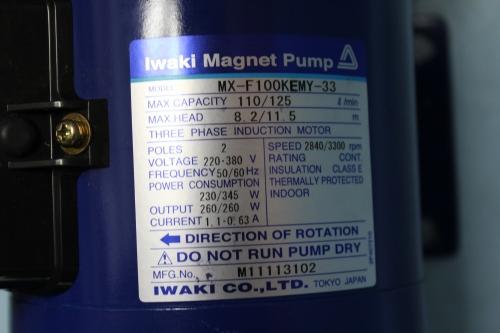 Iwaki Magnet Pump
MODEL MX-F100KEMY-33
MAX CAPACITY 110/125 ℓ/min
MAX HEAD 8.2/11.5 m
THREE PHASE INDUCTION MOTOR
POLES 2 SPEED 2840/3300 rpm
VOLTAGE 220-380 V RATING CONT.
FREQUENCY 50/60 Hz INSULATION CLASS E
POWER CONSUMPTION THERMALLY PROTECTED
230/345 W INDOOR
OUTPUT 260/260 W
CURRENT 1.1-0.63 A
DIRECTION OF ROTATION
DO NOT RUN PUMP DRY
MFG.No. M11113102
IWAKI CO.,LTD. TOKYO JAPAN